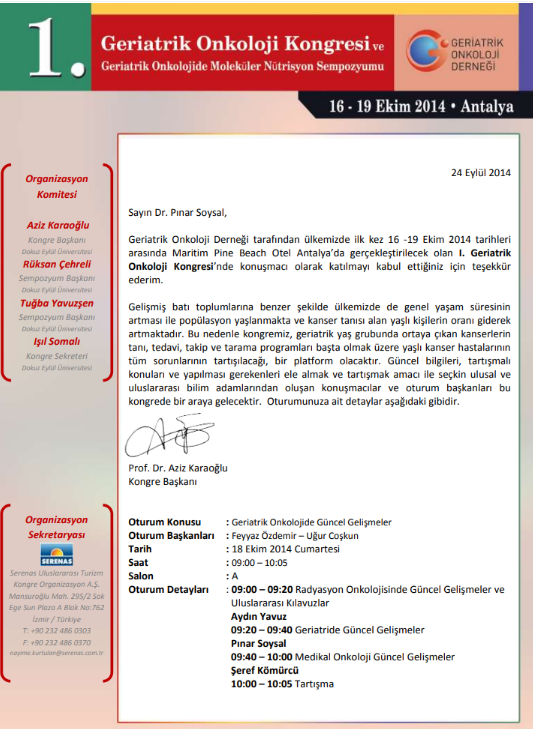 1.
Geriatrik Onkoloji Kongresi ve
Geriatrik Onkolojide Moleküler Nütrisyon Sempozyumu
GERİATRİK
ONKOLOJİ
DERNEĞİ
16 - 19 Ekim 2014 • Antalya
Organizasyon
Komitesi
Aziz Karaoğlu
Kongre Başkanı
Dokuz Eylül Üniversitesi
Rüksan Çehreli
Sempozyum Başkanı
Dokuz Eylül Üniversitesi
Tuğba Yavuzşen
Sempozyum Başkanı
Dokuz Eylül Üniversitesi
Işıl Somalı
Kongre Sekreteri
Dokuz Eylül Üniversitesi
24 Eylül 2014
Sayın Dr. Pınar Soysal,
Geriatrik Onkoloji Derneği tarafından ülkemizde ilk kez 16 -19 Ekim 2014 tarihleri
arasında Maritim Pine Beach Otel Antalya'da gerçekleştirilecek olan I. Geriatrik
Onkoloji Kongresi'nde konuşmacı olarak katılmayı kabul ettiğiniz için teşekkür
ederim.
Gelişmiş batı toplumlarına benzer şekilde ülkemizde de genel yaşam süresinin
artması ile popülasyon yaşlanmakta ve kanser tanısı alan yaşlı kişilerin oranı giderek
artmaktadır. Bu nedenle kongremiz, geriatrik yaş grubunda ortaya çıkan kanserlerin
tanı, tedavi, takip ve tarama programları başta olmak üzere yaşlı kanser hastalarının
tüm sorunlarının tartışılacağı, bir platform olacaktır. Güncel bilgileri, tartışmalı
konuları ve yapılması gerekenleri ele almak ve tartışmak amacı ile seçkin ulusal ve
uluslararası bilim adamlarından oluşan konuşmacılar ve oturum başkanları bu
kongrede bir araya gelecektir. Oturumunuza ait detaylar aşağıdaki gibidir.
Prof. Dr. Aziz Karaoğlu
Kongre Başkanı
Organizasyon
Sekretaryası
SERENAS
Serenas Uluslararası Turizm
Kongre Organizasyon A.Ş.
Mansuroğlu Mah. 295/2 Sok
Ege Sun Plaza A Blok No:762
İzmir / Türkiye
T: +90 232 486 0303
F: +90 232 486 0370
nayime.kurtulan@serenas.com.tr
Oturum Konusu : Geriatrik Onkolojide Güncel Gelişmeler
Oturum Başkanları : Feyyaz Özdemir – Uğur Coşkun
Tarih : 18 Ekim 2014 Cumartesi
Saat : 09:00 – 10:05
Salon : A
Oturum Detayları : 09:00 – 09:20 Radyasyon Onkolojisinde Güncel Gelişmeler ve
Uluslararası Kılavuzlar
Aydın Yavuz
09:20 – 09:40 Geriatride Güncel Gelişmeler
Pınar Soysal
09:40 – 10:00 Medikal Onkoloji Güncel Gelişmeler
Şeref Kömürcü
10:00 – 10:05 Tartışma